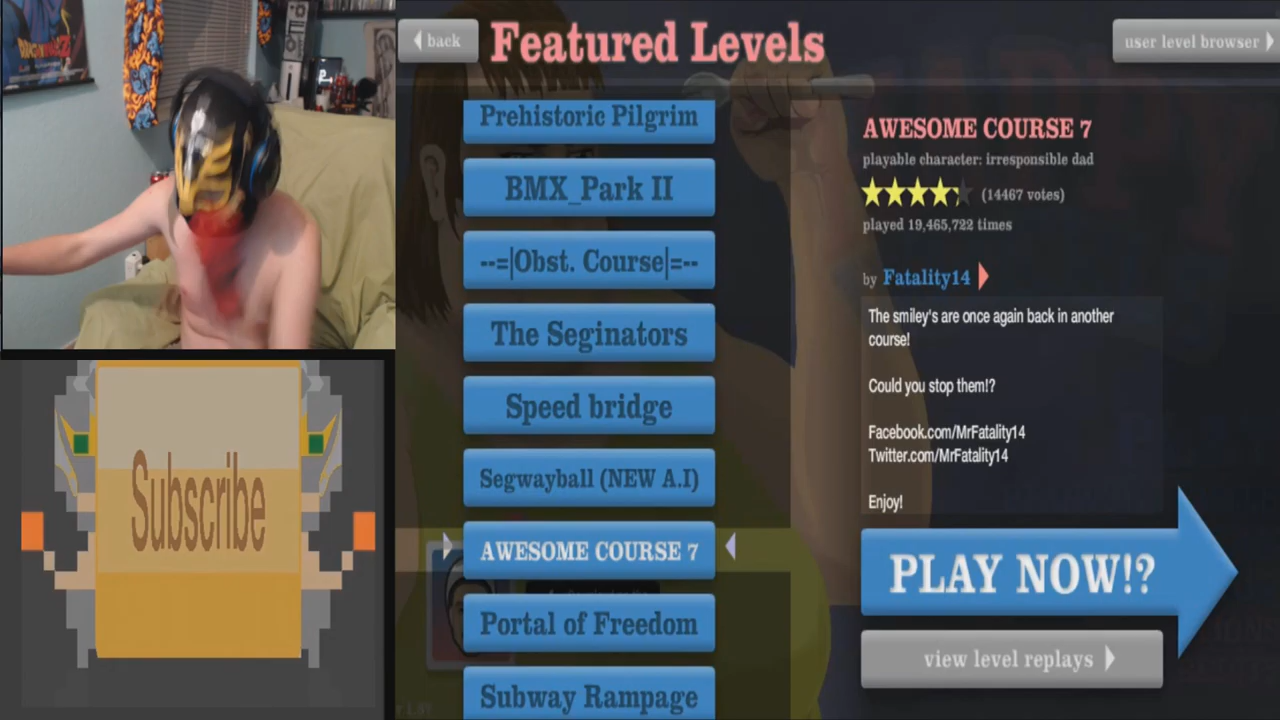 back
Featured Levels
user level browser
Prehistoric Pilgrim
BMX_Park II
--=|Obst. Course|=--
The Seginators
Speed bridge
Segwayball (NEW A.I)
AWESOME COURSE 7
Portal of Freedom
Subway Rampage
AWESOME COURSE 7
playable character: irresponsible dad
(14467 votes)
played 19,465,722 times
by Fatality14
The smiley's are once again back in another
course!
Could you stop them!?
Facebook.com/MrFatality14
Twitter.com/MrFatality14
Enjoy!
PLAY NOW!?
view level replays
Subscribe